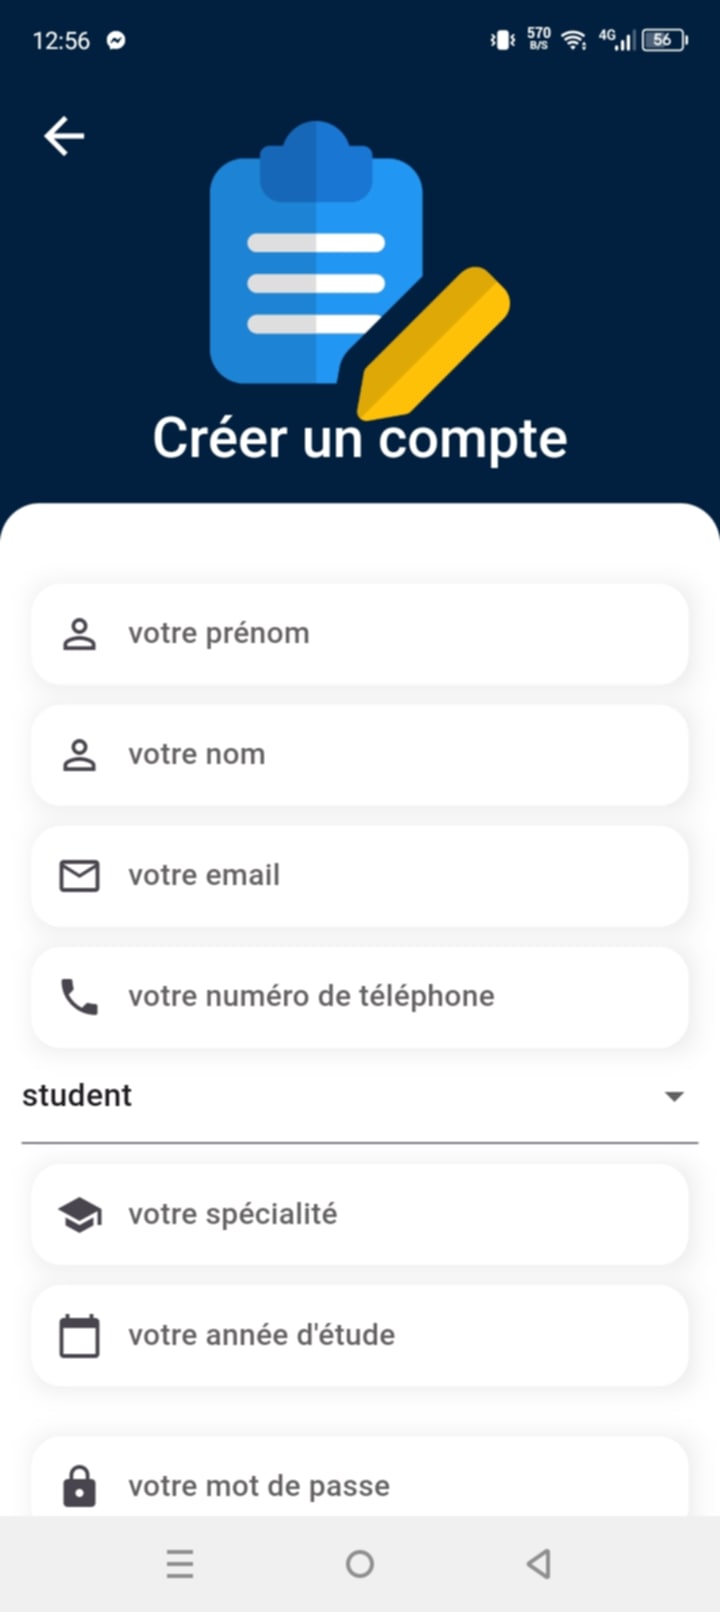 12:56
570
B/S
4G
56
Créer un compte
votre prénom
votre nom
votre email
votre numéro de téléphone
student
votre spécialité
votre année d'étude
votre mot de passe